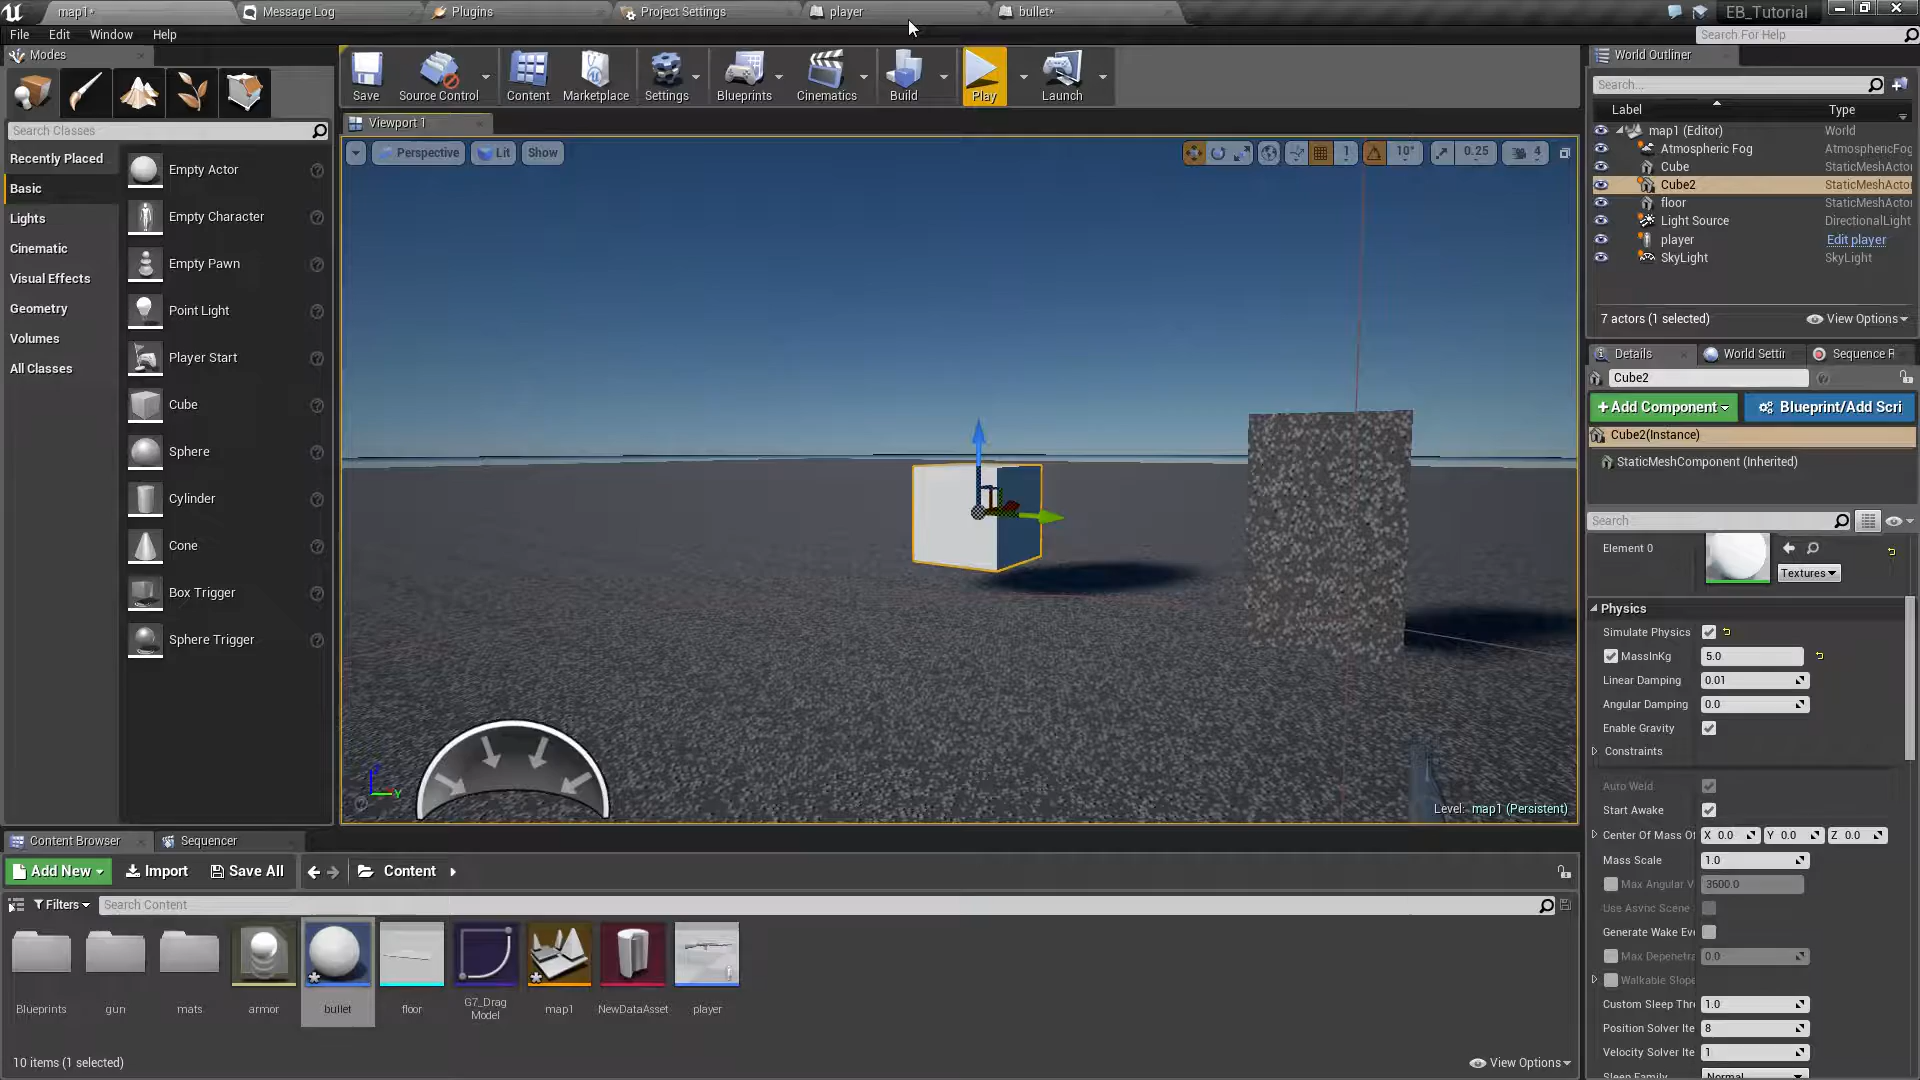 map1*
Message Log
Plugins
Project Settings
player
bullet*
EB_Tutorial
File
Edit
Window
Help
Search For Help
Modes
Save
Source Control
Content
Marketplace
Settings
Blueprints
Cinematics
Build
Play
Launch
World Outliner
Search...
Label
Type
map1 (Editor)
World
Atmospheric Fog
AtmosphericFog
Cube
StaticMeshActor
Cube2
StaticMeshActor
floor
StaticMeshActor
Light Source
DirectionalLight
player
Edit player
SkyLight
SkyLight
7 actors (1 selected)
View Options
Search Classes
Recently Placed
Basic
Lights
Cinematic
Visual Effects
Geometry
Volumes
All Classes
Empty Actor
Empty Character
Empty Pawn
Point Light
Player Start
Cube
Sphere
Cylinder
Cone
Box Trigger
Sphere Trigger
Viewport 1
Perspective
Lit
Show
1
10°
0.25
4
Y
Level: map1 (Persistent)
Details
World Settin
Sequence R
Cube2
+Add Component
Blueprint/Add Scri
Cube2(Instance)
StaticMeshComponent (Inherited)
Search
Element 0
Textures
Physics
Simulate Physics
MassInKg
5.0
Linear Damping
0.01
Angular Damping
0.0
Enable Gravity
Constraints
Auto Weld
Start Awake
Center Of Mass O
X 0.0
Y 0.0
Z 0.0
Mass Scale
1.0
Max Angular V
3600.0
Use Async Scene
Generate Wake Eve
Max Depenetra
0.0
Walkable Slope
Custom Sleep Thre
1.0
Position Solver Ite
8
Velocity Solver Ite
1
Sleep Family
Normal
Content Browser
Sequencer
Add New
Import
Save All
Content
Filters
Search Content
Blueprints
gun
mats
armor
bullet
floor
G7_Drag
Model
map1
NewDataAsset
player
10 items (1 selected)
View Options